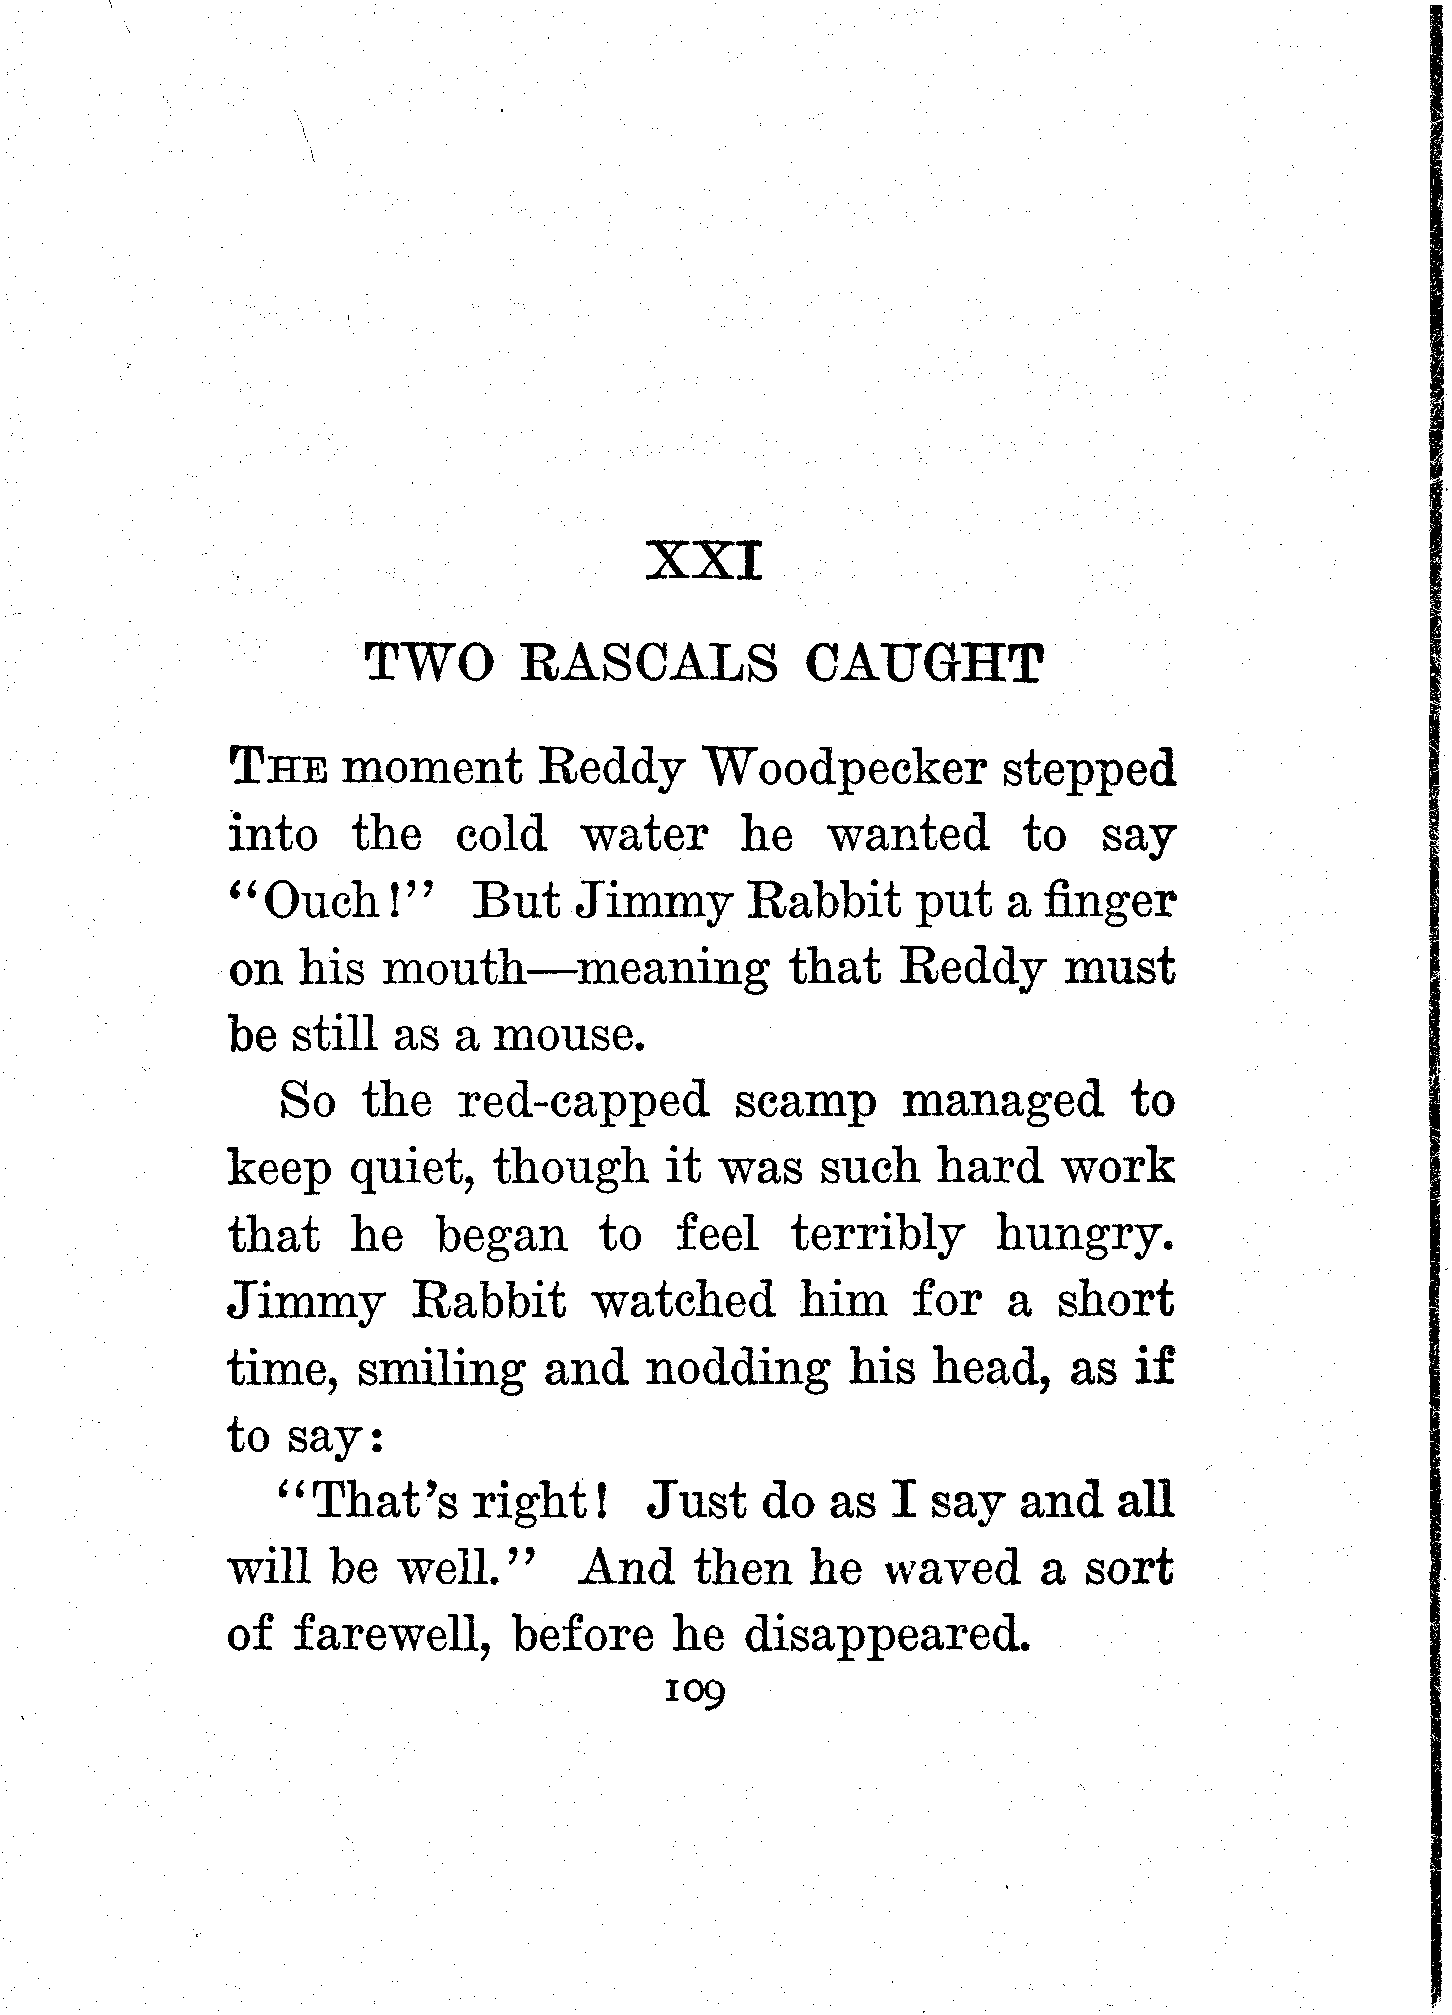 XXI
TWO RASCALS CAUGHT
THE moment Reddy Woodpecker stepped
into the cold water he wanted to say
“Ouch!” But Jimmy Rabbit put a finger
on his mouth—meaning that Reddy must
be still as a mouse.
So the red-capped scamp managed to
keep quiet, though it was such hard work
that he began to feel terribly hungry.
Jimmy Rabbit watched him for a short
time, smiling and nodding his head, as if
to say:
“That’s right! Just do as I say and all
will be well.” And then he waved a sort
of farewell, before he disappeared.
109